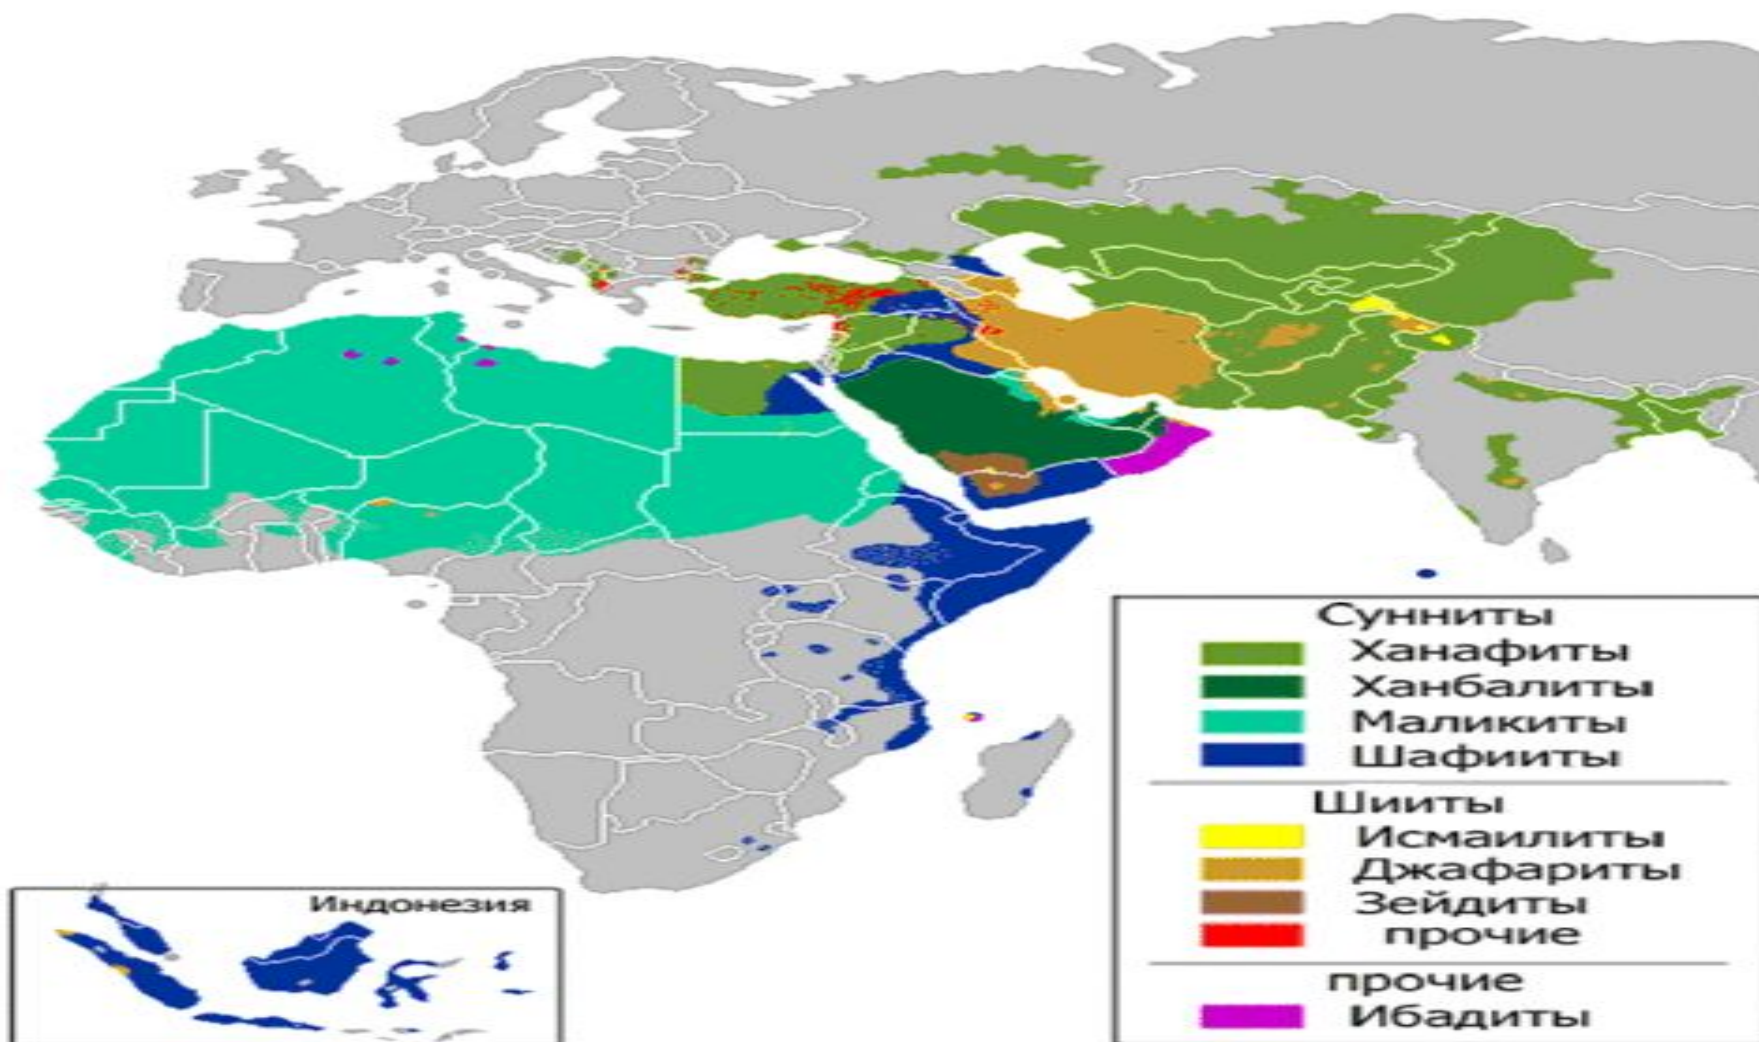 Сунниты
Ханафиты
Ханбалиты
Маликиты
Шафииты
Шииты
Исмаилиты
Джафариты
Зейдиты
прочие
прочие
Ибадиты
Индонезия